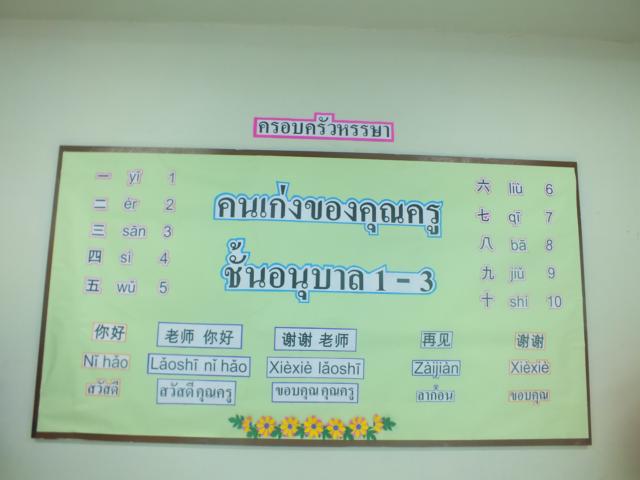 ครอบครัวหรรษา
คนเก่งของคุณครู
ชั้นอนุบาล 1 - 3
一 yī 1
二 èr 2
三 sān 3
四 sì 4
五 wǔ 5
六 liù 6
七 qī 7
八 bā 8
九 jiǔ 9
十 shí 10
你好 老师 你好 谢谢 老师 再见 谢谢
Nǐ hǎo Lǎoshī nǐ hǎo Xièxiè lǎoshī Zàijiàn Xièxiè
สวัสดี สวัสดีคุณครู ขอบคุณ คุณครู ลาก่อน ขอบคุณ